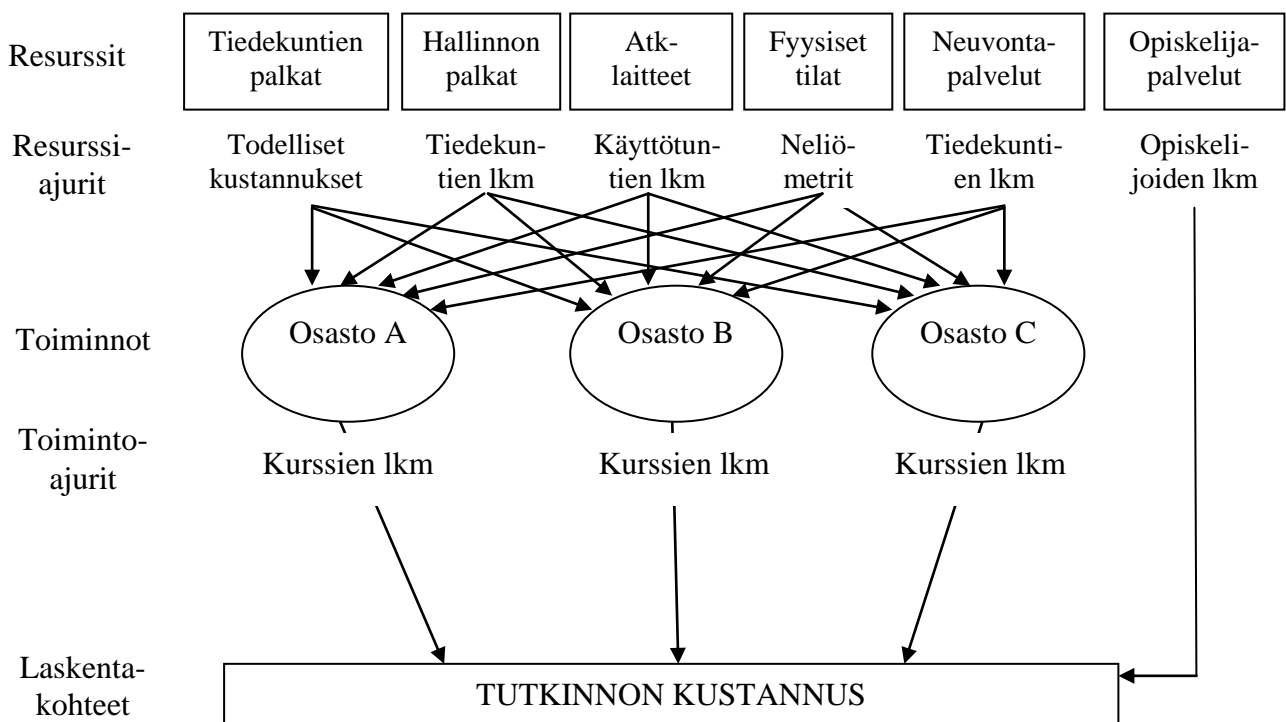 Resurssit
Tiedekuntien
palkat
Hallinnon
palkat
Atk-
laitteet
Fyysiset
tilat
Neuvonta-
palvelut
Opiskelija-
palvelut
Resurssi-
ajurit
Todelliset
kustannukset
Tiedekun-
tien lkm
Käyttötun-
tien lkm
Neliö-
metrit
Tiedekunti-
en lkm
Opiskeli-
joiden lkm
Toiminnot
Osasto A
Osasto B
Osasto C
Toiminto-
ajurit
Kurssien lkm
Kurssien lkm
Kurssien lkm
Laskenta-
kohteet
TUTKINNON KUSTANNUS